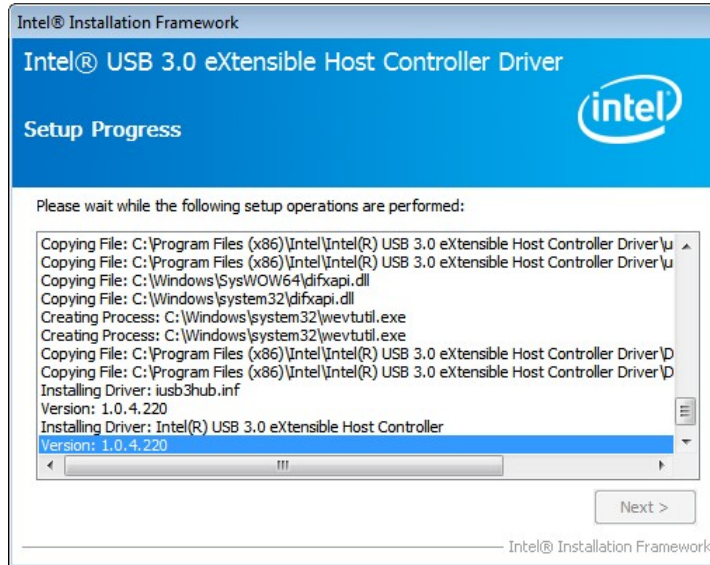 Intel® Installation Framework
Intel® USB 3.0 eXtensible Host Controller Driver
intel
Setup Progress
Please wait while the following setup operations are performed:
Copying File: C:\Program Files (x86)\Intel\Intel(R) USB 3.0 eXtensible Host Controller Driver\u
Copying File: C:\Program Files (x86)\Intel\Intel(R) USB 3.0 eXtensible Host Controller Driver\u
Copying File: C:\Windows\SysWOW64\difxapi.dll
Copying File: C:\Windows\system32\difxapi.dll
Creating Process: C:\Windows\system32\wevtutil.exe
Creating Process: C:\Windows\system32\wevtutil.exe
Copying File: C:\Program Files (x86)\Intel\Intel(R) USB 3.0 eXtensible Host Controller Driver\D
Copying File: C:\Program Files (x86)\Intel\Intel(R) USB 3.0 eXtensible Host Controller Driver\D
Installing Driver: iusb3hub.inf
Version: 1.0.4.220
Installing Driver: Intel(R) USB 3.0 eXtensible Host Controller
Version: 1.0.4.220
Next >
Intel® Installation Framework